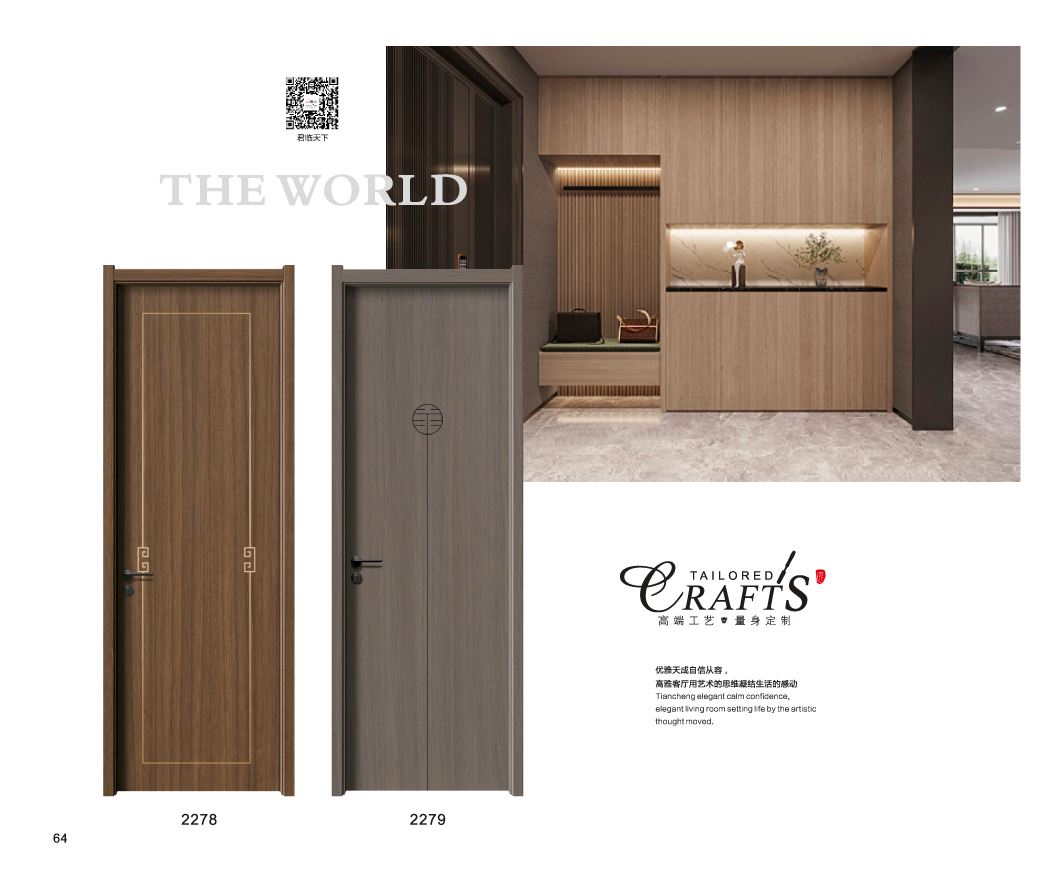 君临天下
THE WORLD
TAILORED
CRAFT'S
高端工艺 量身定制
优雅天成自信从容，
高雅客厅用艺术的思维凝结生活的感动
Tiancheng elegant calm confidence,
elegant living room setting life by the artistic
thought moved.
2278
2279
64